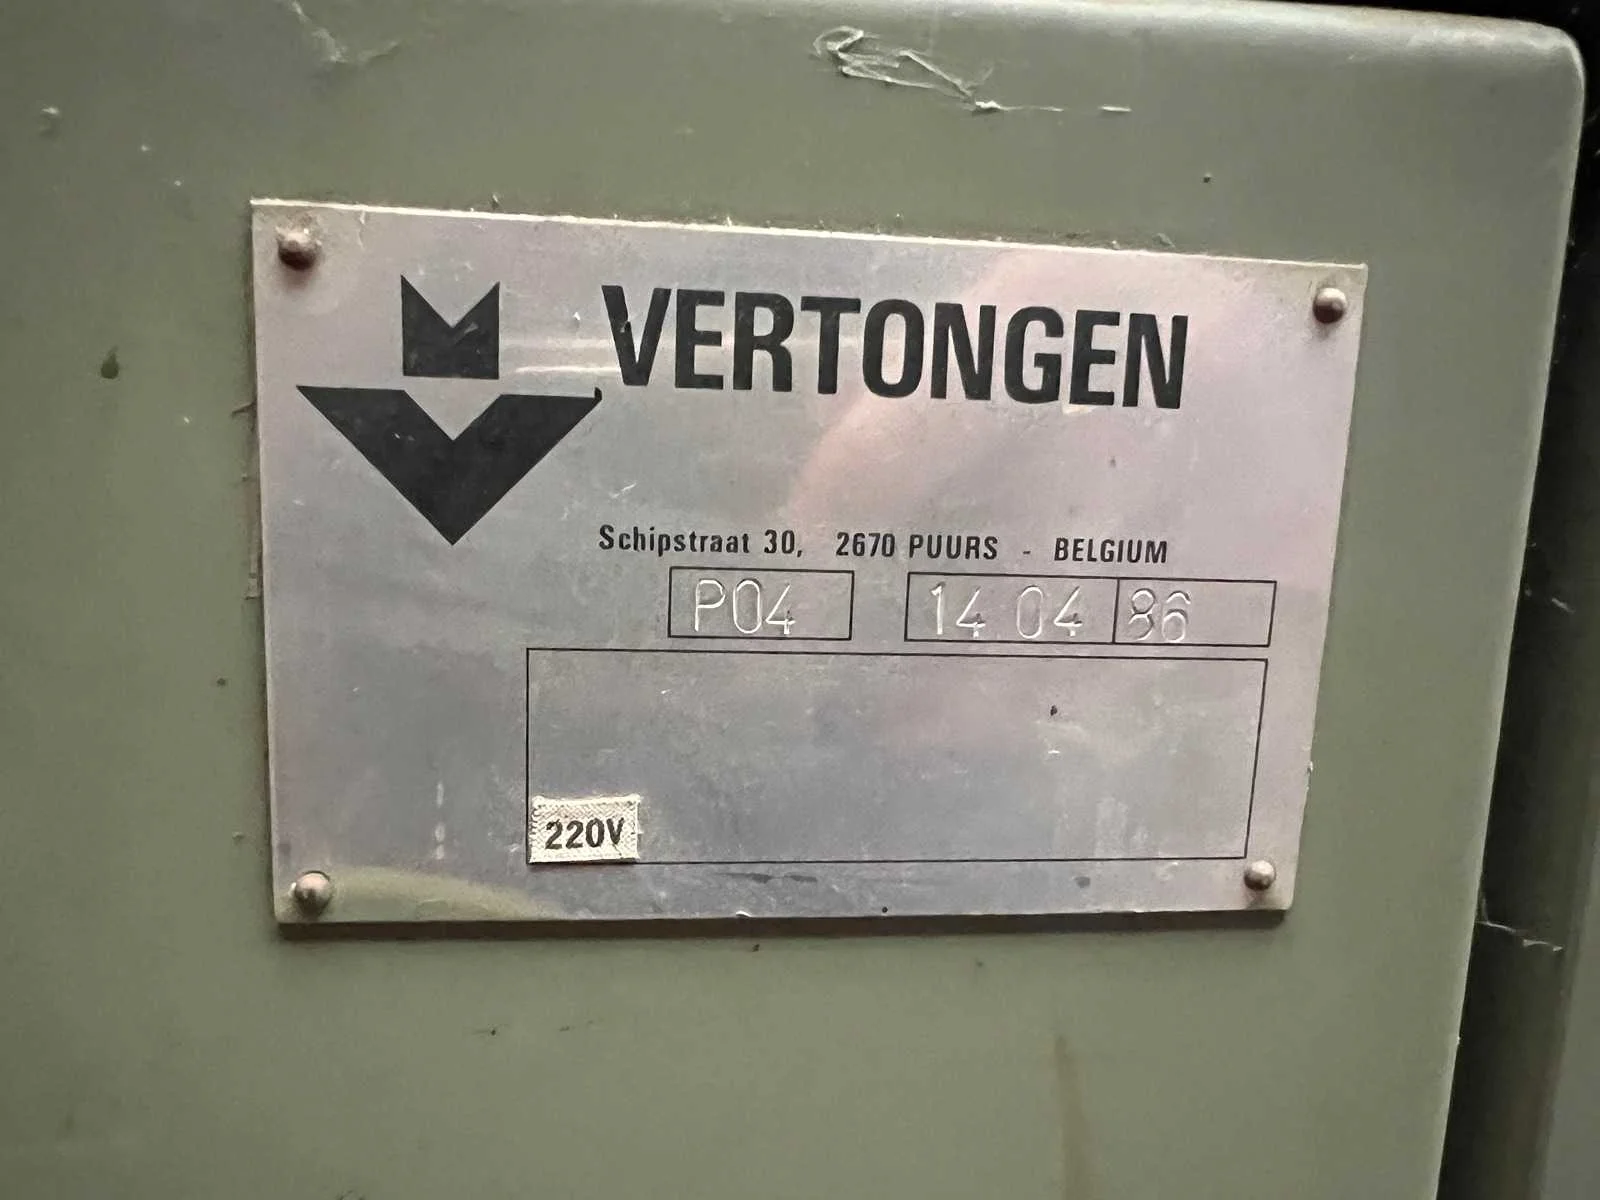 VERTONGEN
Schipstraat 30, 2670 PUURS - BELGIUM
P04 14 04 86
220V